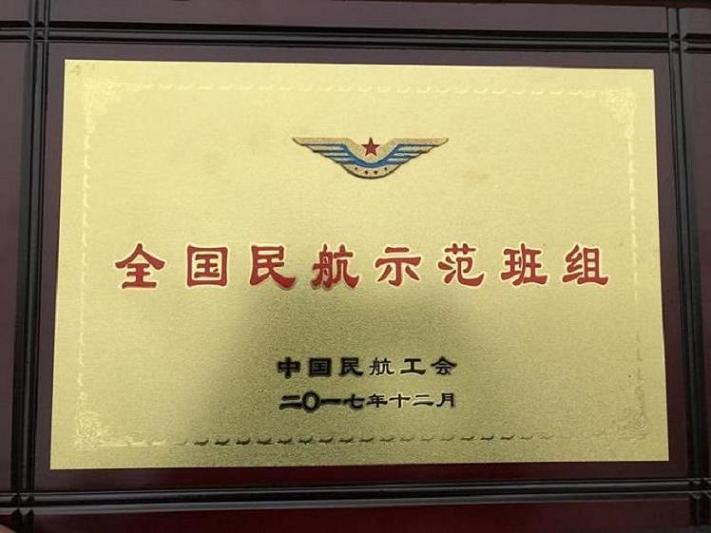 全国民航示范班组
中国民航工会
二〇一七年十二月